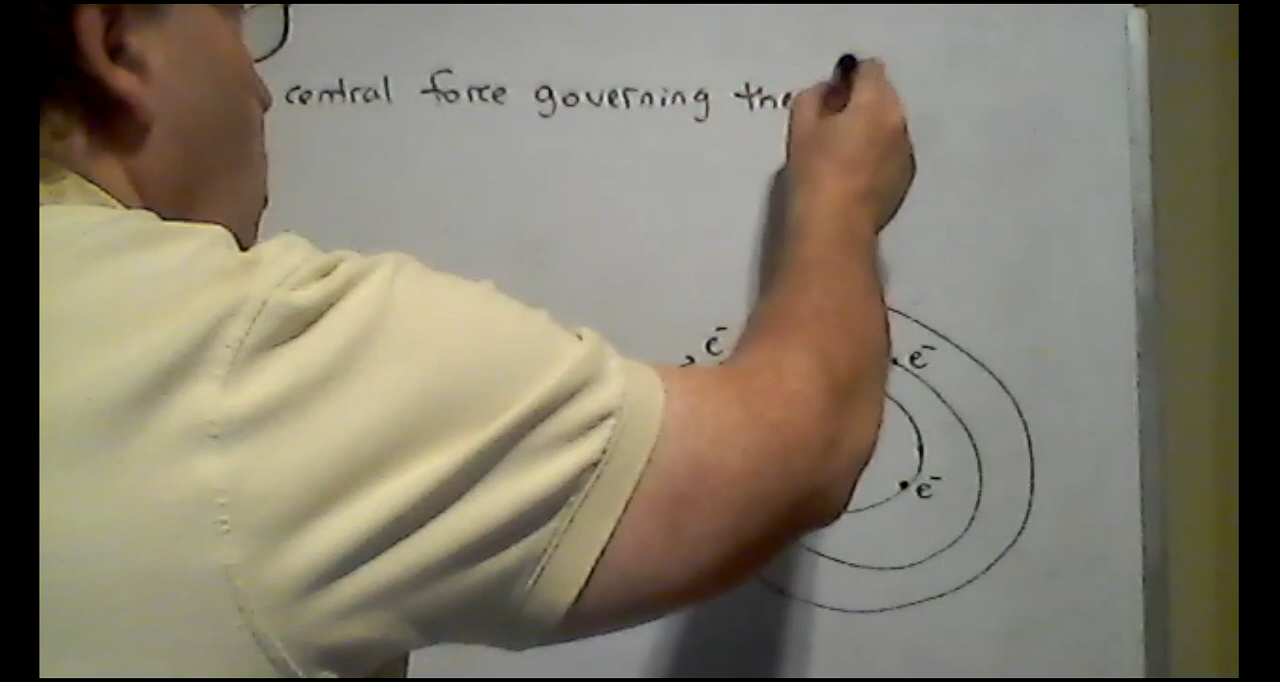 central force governing the
e⁻
e⁻
e⁻